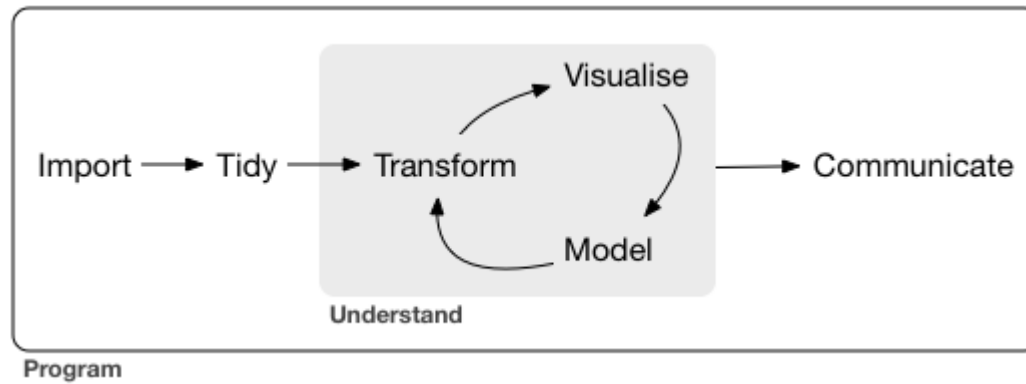 Visualise
Import
Tidy
Transform
Communicate
Model
Understand
Program